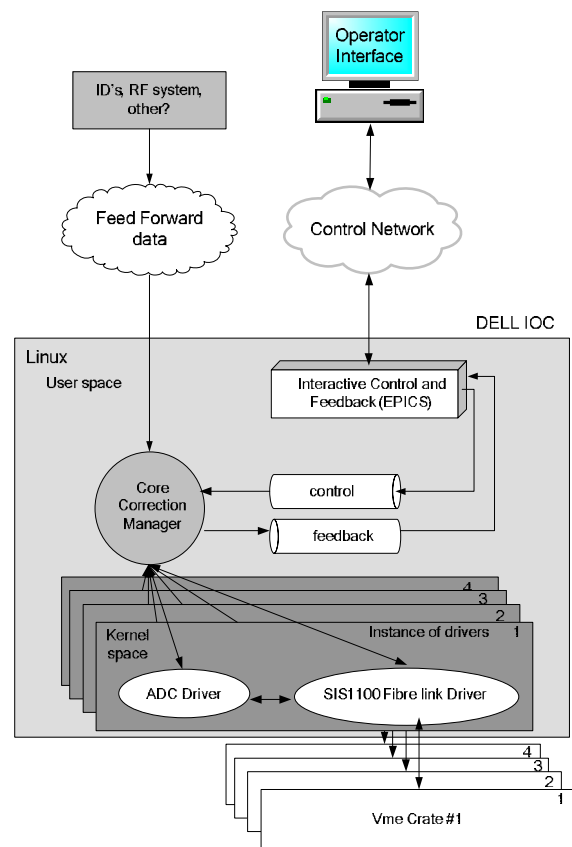 Operator
Interface
ID's, RF system,
other?
Feed Forward
data
Control Network
DELL IOC
Linux
User space
Interactive Control and
Feedback (EPICS)
Core
Correction
Manager
control
feedback
4
3
2
1
Kernel
space
Instance of drivers
ADC Driver
SIS1100 Fibre link Driver
4
3
2
1
Vme Crate #1